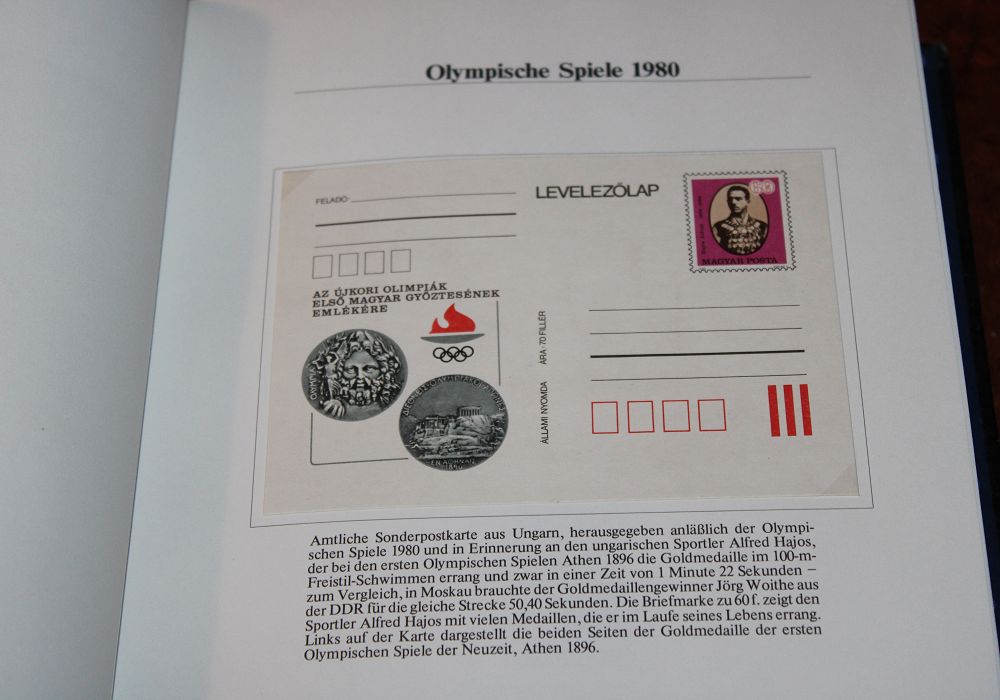 Olympische Spiele 1980
FELADÓ:
LEVELEZŐLAP
60
MAGYAR POSTA
AZ ÚJKORI OLIMPIÁK
ELSŐ MAGYAR GYŐZTESÉNEK
EMLÉKÉRE
OLYMPIA
ΕΝ ΑΘΗΝΑΙΣ
1896
ÁLLAMI NYOMDA ÁRA: 70 FILLÉR
Amtliche Sonderpostkarte aus Ungarn, herausgegeben anläßlich der Olympi-
schen Spiele 1980 und in Erinnerung an den ungarischen Sportler Alfred Hajos,
der bei den ersten Olympischen Spielen Athen 1896 die Goldmedaille im 100-m-
Freistil-Schwimmen errang und zwar in einer Zeit von 1 Minute 22 Sekunden –
zum Vergleich, in Moskau brauchte der Goldmedaillengewinner Jörg Woithe aus
der DDR für die gleiche Strecke 50,40 Sekunden. Die Briefmarke zu 60 f. zeigt den
Sportler Alfred Hajos mit vielen Medaillen, die er im Laufe seines Lebens errang.
Links auf der Karte dargestellt die beiden Seiten der Goldmedaille der ersten
Olympischen Spiele der Neuzeit, Athen 1896.